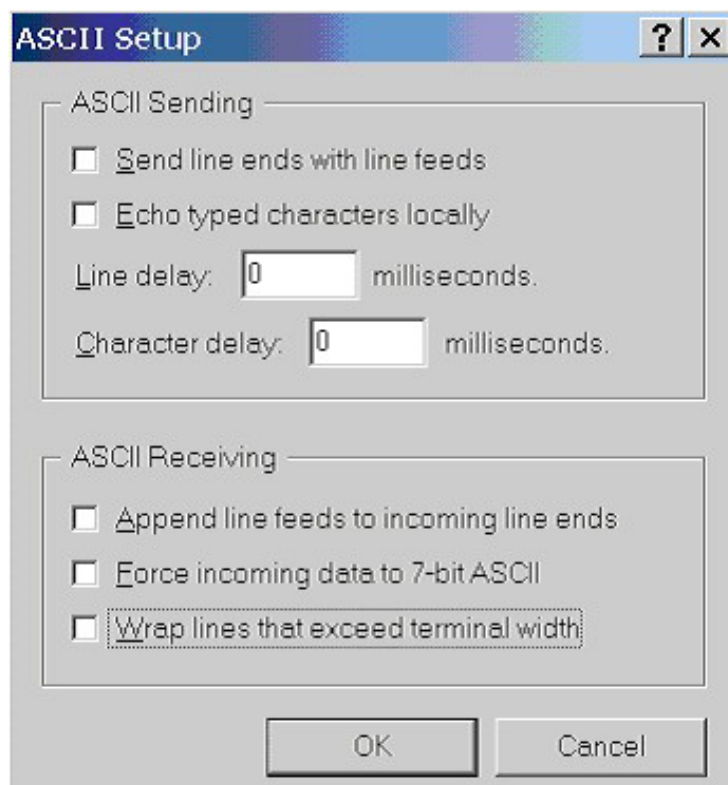 ASCII Setup
ASCII Sending
Send line ends with line feeds
Echo typed characters locally
Line delay: 0 milliseconds.
Character delay: 0 milliseconds.
ASCII Receiving
Append line feeds to incoming line ends
Force incoming data to 7-bit ASCII
Wrap lines that exceed terminal width
OK Cancel